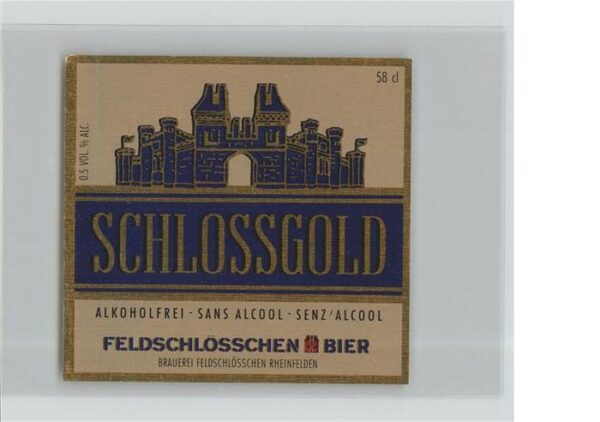 58 cl
0.5 VOL. % ALC.
SCHLOSSGOLD
ALKOHOLFREI · SANS ALCOOL · SENZ'ALCOOL
FELDSCHLÖSSCHEN BIER
BRAUEREI FELDSCHLÖSSCHEN RHEINFELDEN